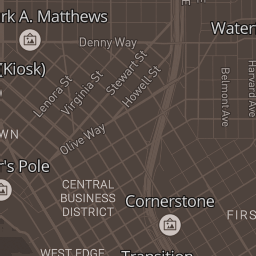 rk A. Matthews
Water
Denny Way
(Kiosk)
Stewart St
Howell St
Virginia St
Lenora St
Belmont Ave
Harvard Ave
Olive Way
OWN
r's Pole
CENTRAL
BUSINESS
DISTRICT
Cornerstone
FIRS
WEST EDGE
Transition